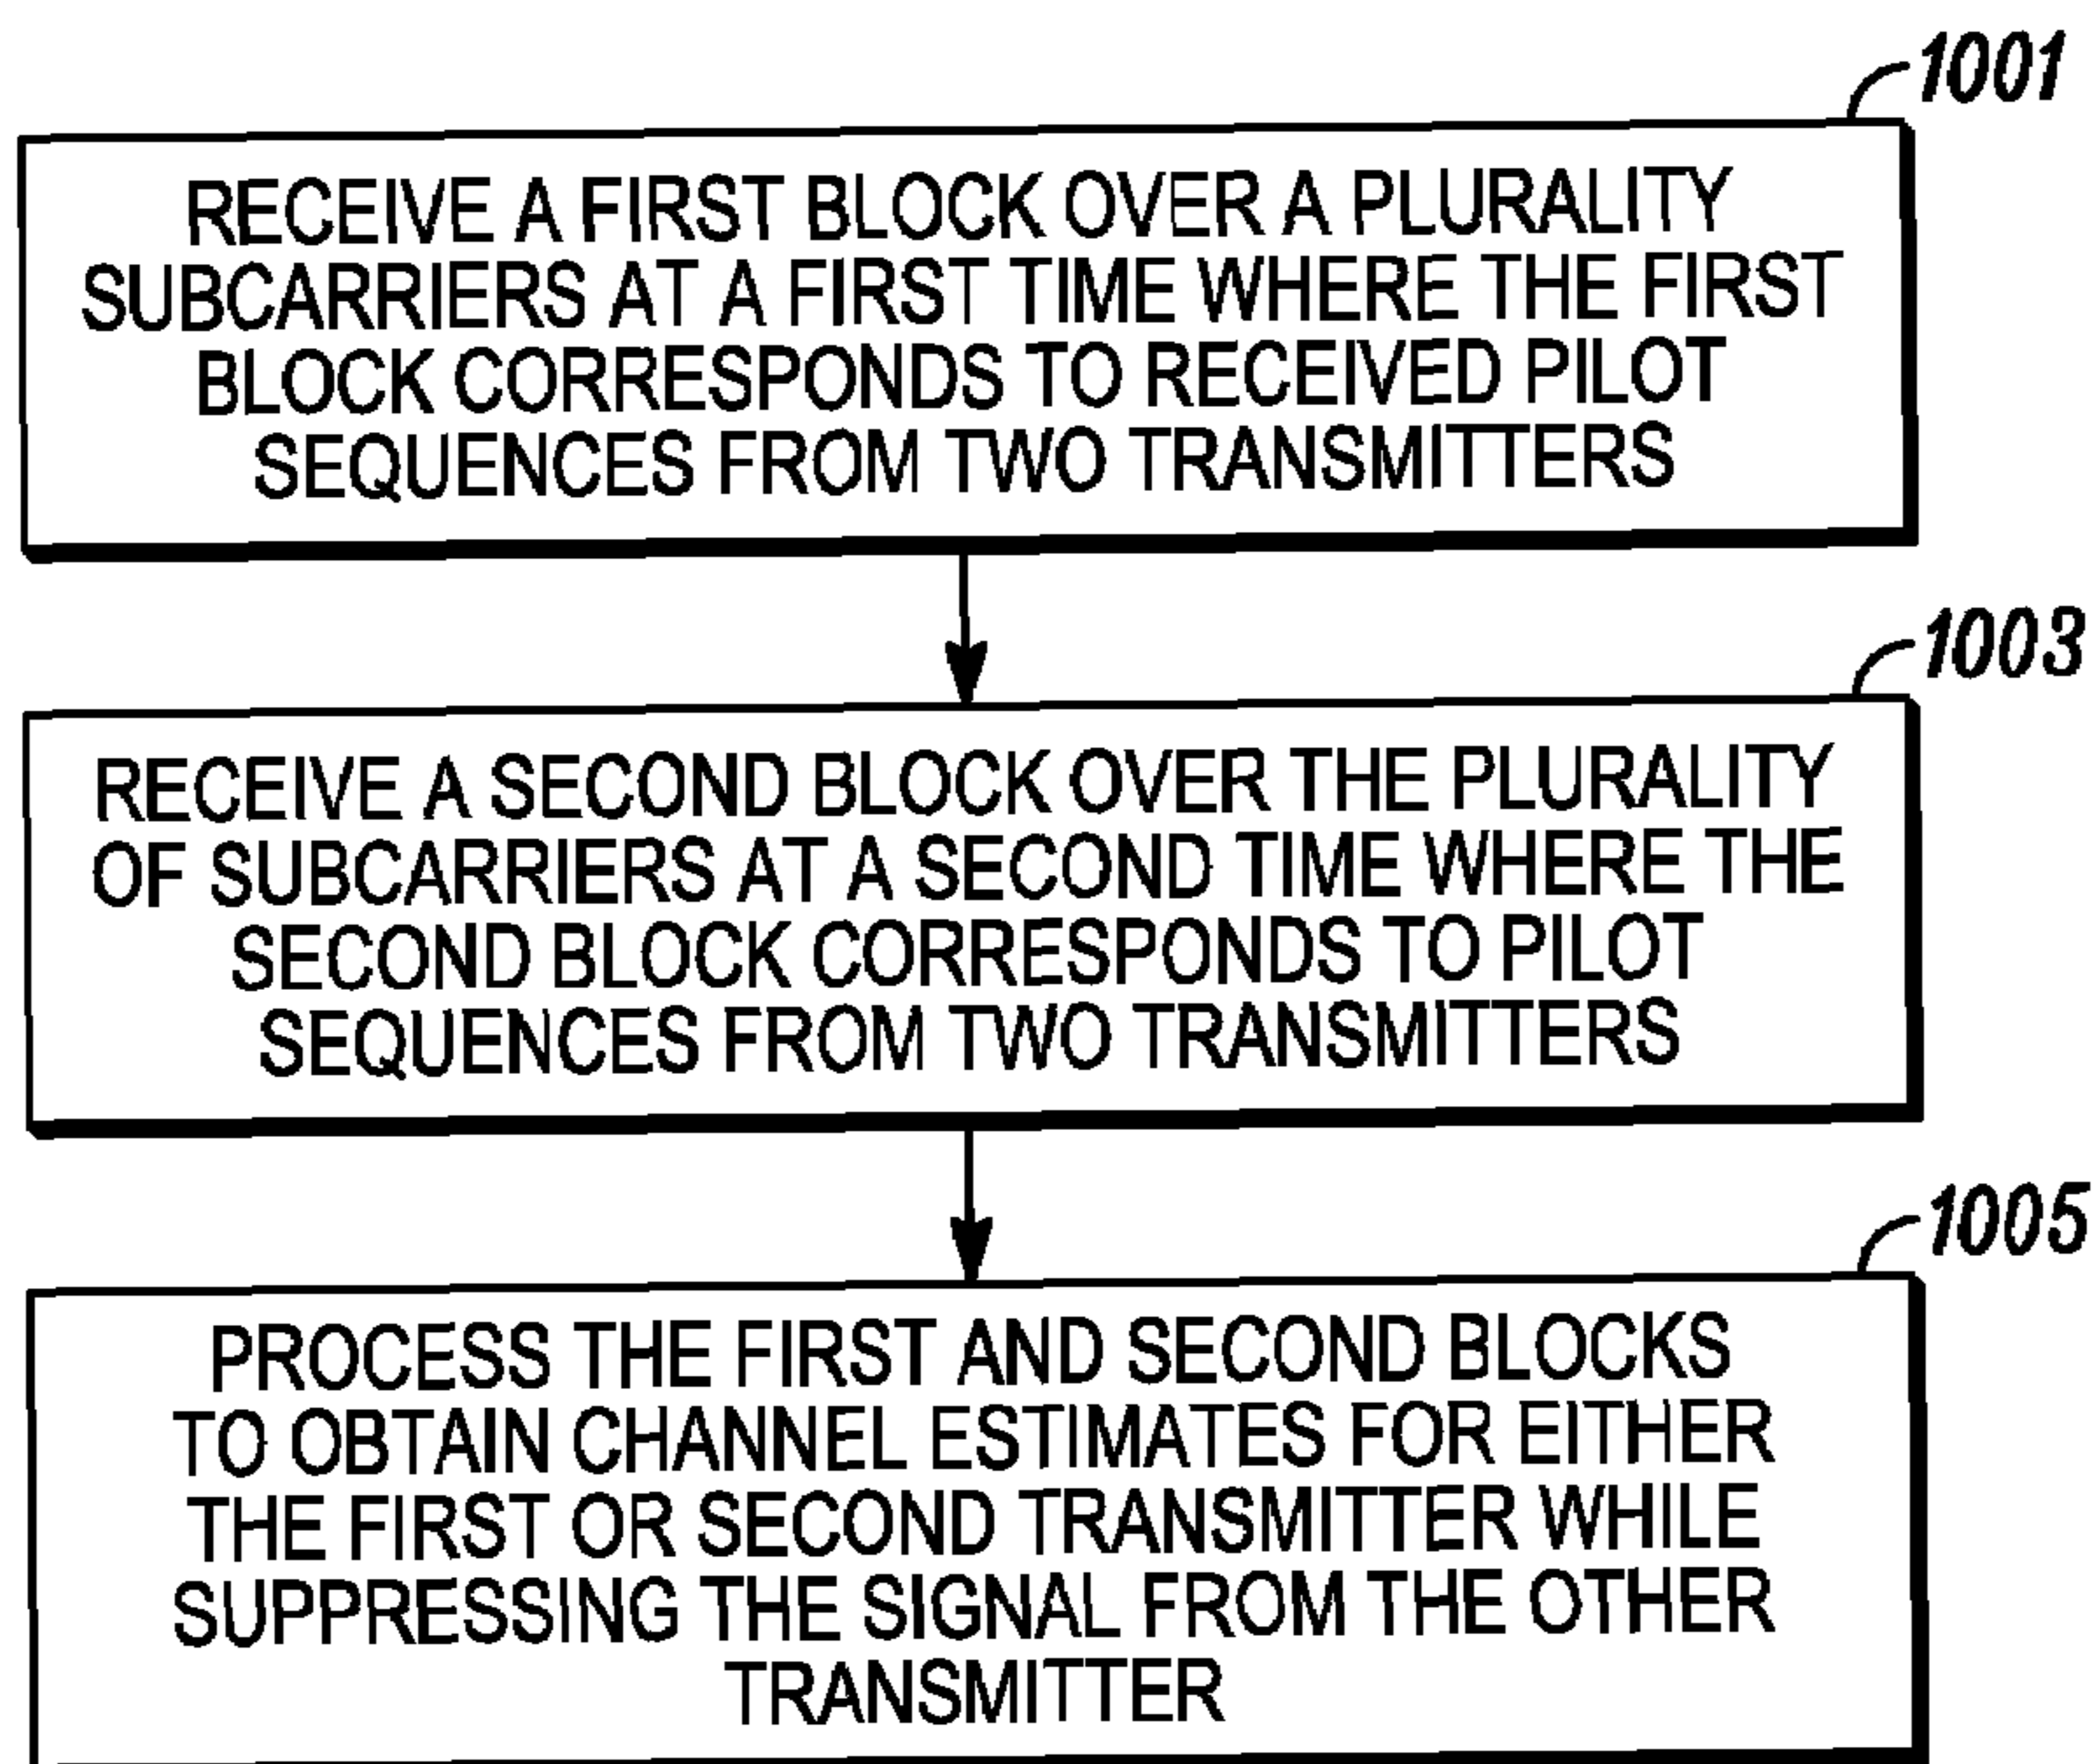 1001
RECEIVE A FIRST BLOCK OVER A PLURALITY
SUBCARRIERS AT A FIRST TIME WHERE THE FIRST
BLOCK CORRESPONDS TO RECEIVED PILOT
SEQUENCES FROM TWO TRANSMITTERS
1003
RECEIVE A SECOND BLOCK OVER THE PLURALITY
OF SUBCARRIERS AT A SECOND TIME WHERE THE
SECOND BLOCK CORRESPONDS TO PILOT
SEQUENCES FROM TWO TRANSMITTERS
1005
PROCESS THE FIRST AND SECOND BLOCKS
TO OBTAIN CHANNEL ESTIMATES FOR EITHER
THE FIRST OR SECOND TRANSMITTER WHILE
SUPPRESSING THE SIGNAL FROM THE OTHER
TRANSMITTER